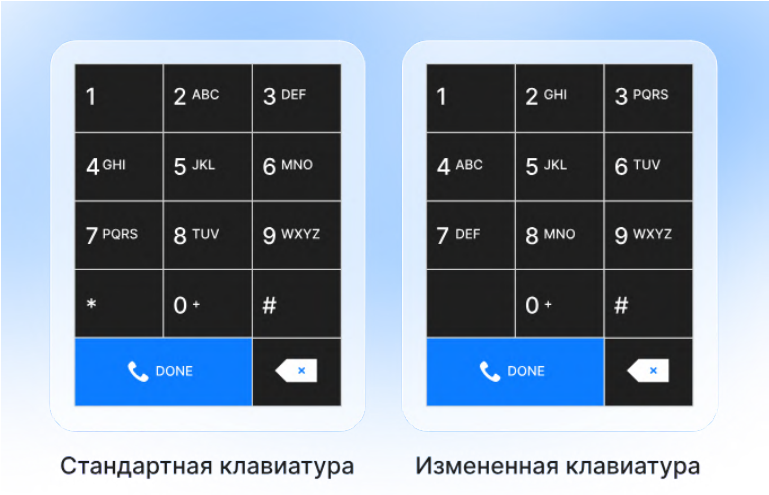 1 2 ABC 3 DEF
4 GHI 5 JKL 6 MNO
7 PQRS 8 TUV 9 WXYZ
* 0 + #
DONE ×
Стандартная клавиатура
1 2 GHI 3 PQRS
4 ABC 5 JKL 6 TUV
7 DEF 8 MNO 9 WXYZ
0 + #
DONE ×
Измененная клавиатура